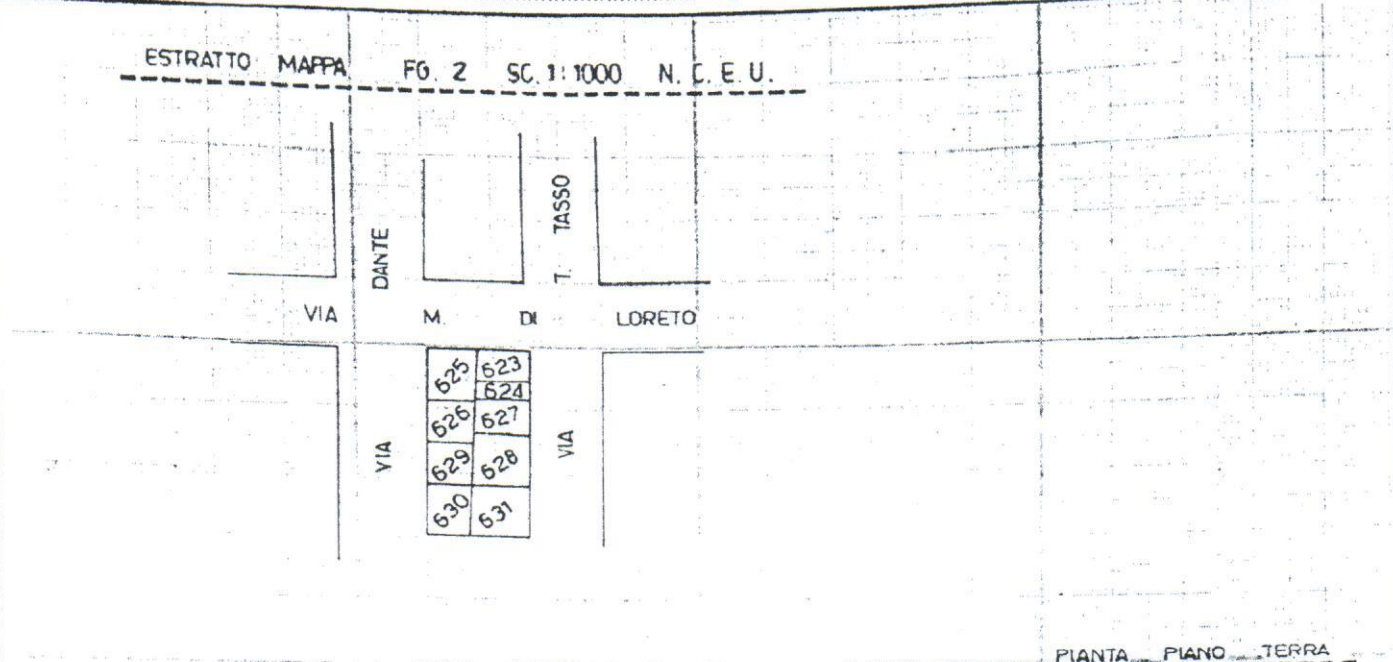 ESTRATTO MAPPA FG. 2 SC. 1:1000 N. C. E. U.
DANTE
T. TASSO
VIA M. DI LORETO
625 623
624
626 627
VIA
VIA
629 628
630 631
PIANTA PIANO TERRA